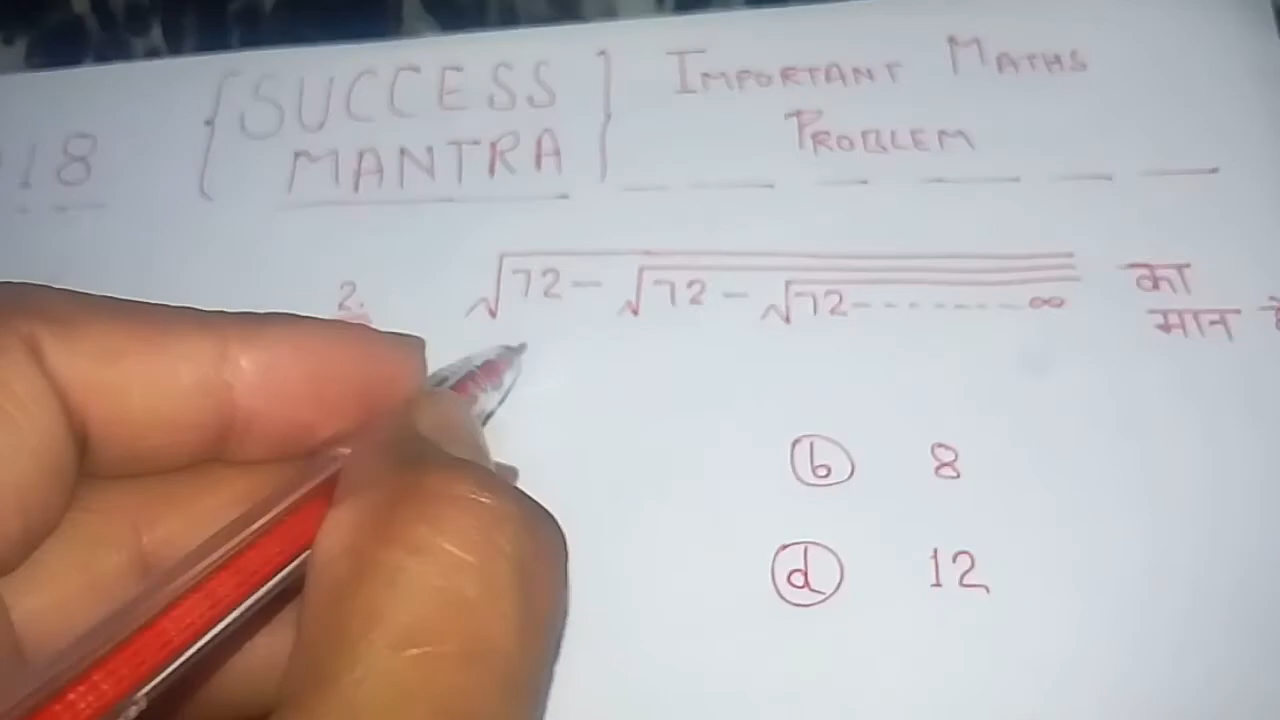 18 { SUCCESS MANTRA } IMPORTANT MATHS PROBLEM
2. √72 - √72 - √72 - - - - - - - - ∞ का मान
b 8
d 12